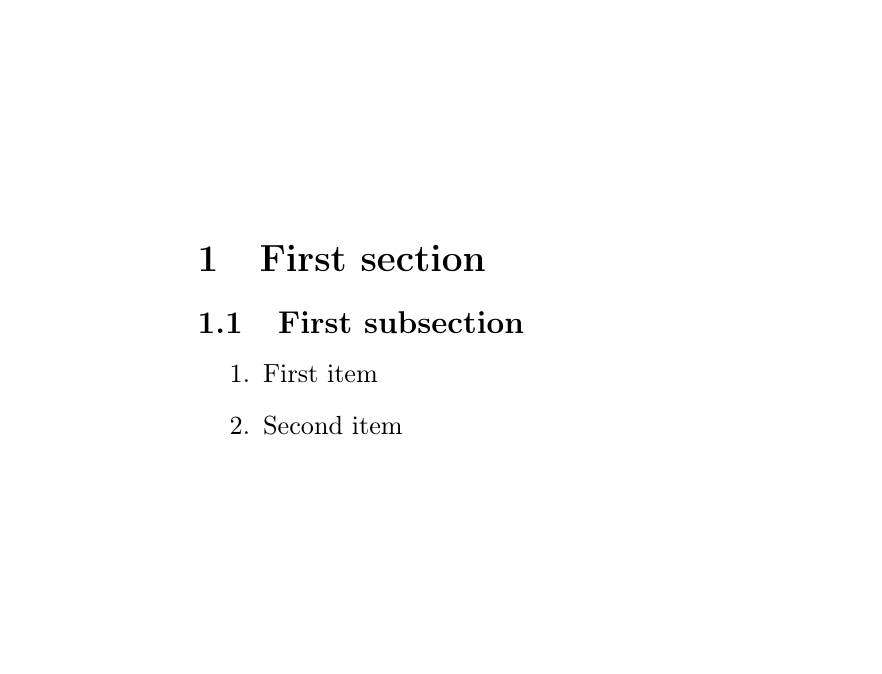 1 First section
1.1 First subsection
1. First item
2. Second item